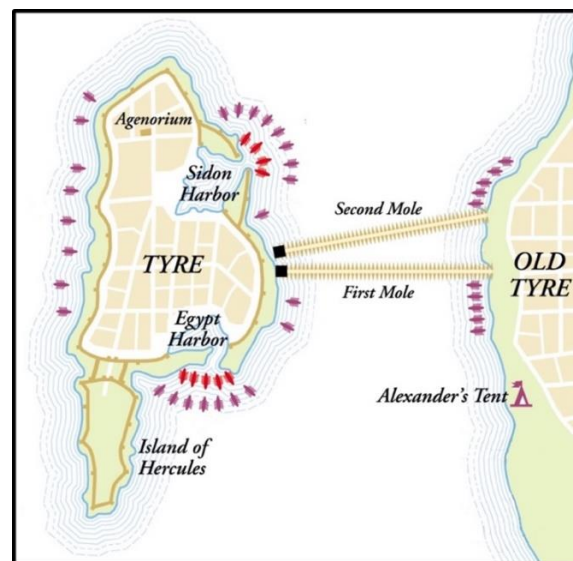 Agenorium
Sidon
Harbor
Second Mole
TYRE
OLD
TYRE
First Mole
Egypt
Harbor
Alexander's Tent
Island of
Hercules